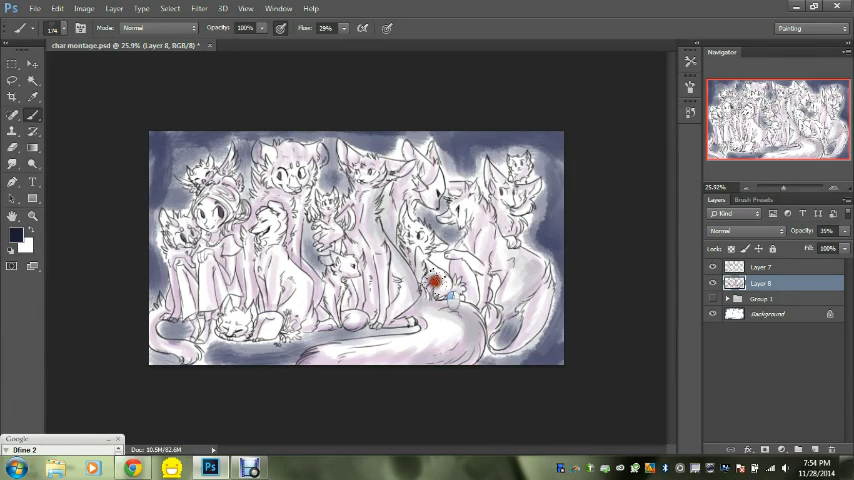 Ps File Edit Image Layer Type Select Filter 3D View Window Help
174 Mode: Normal Opacity: 100% Flow: 29% Painting
char montage.psd @ 25.9% (Layer 8, RGB/8) * ×
Navigator
25.92%
Layers Brush Presets
Kind
Normal Opacity: 35%
Lock: Fill: 100%
Layer 7
Layer 8
Group 1
Background
Google
Dfine 2
Doc: 10.5M/82.6M
Ps
7:54 PM
11/28/2014